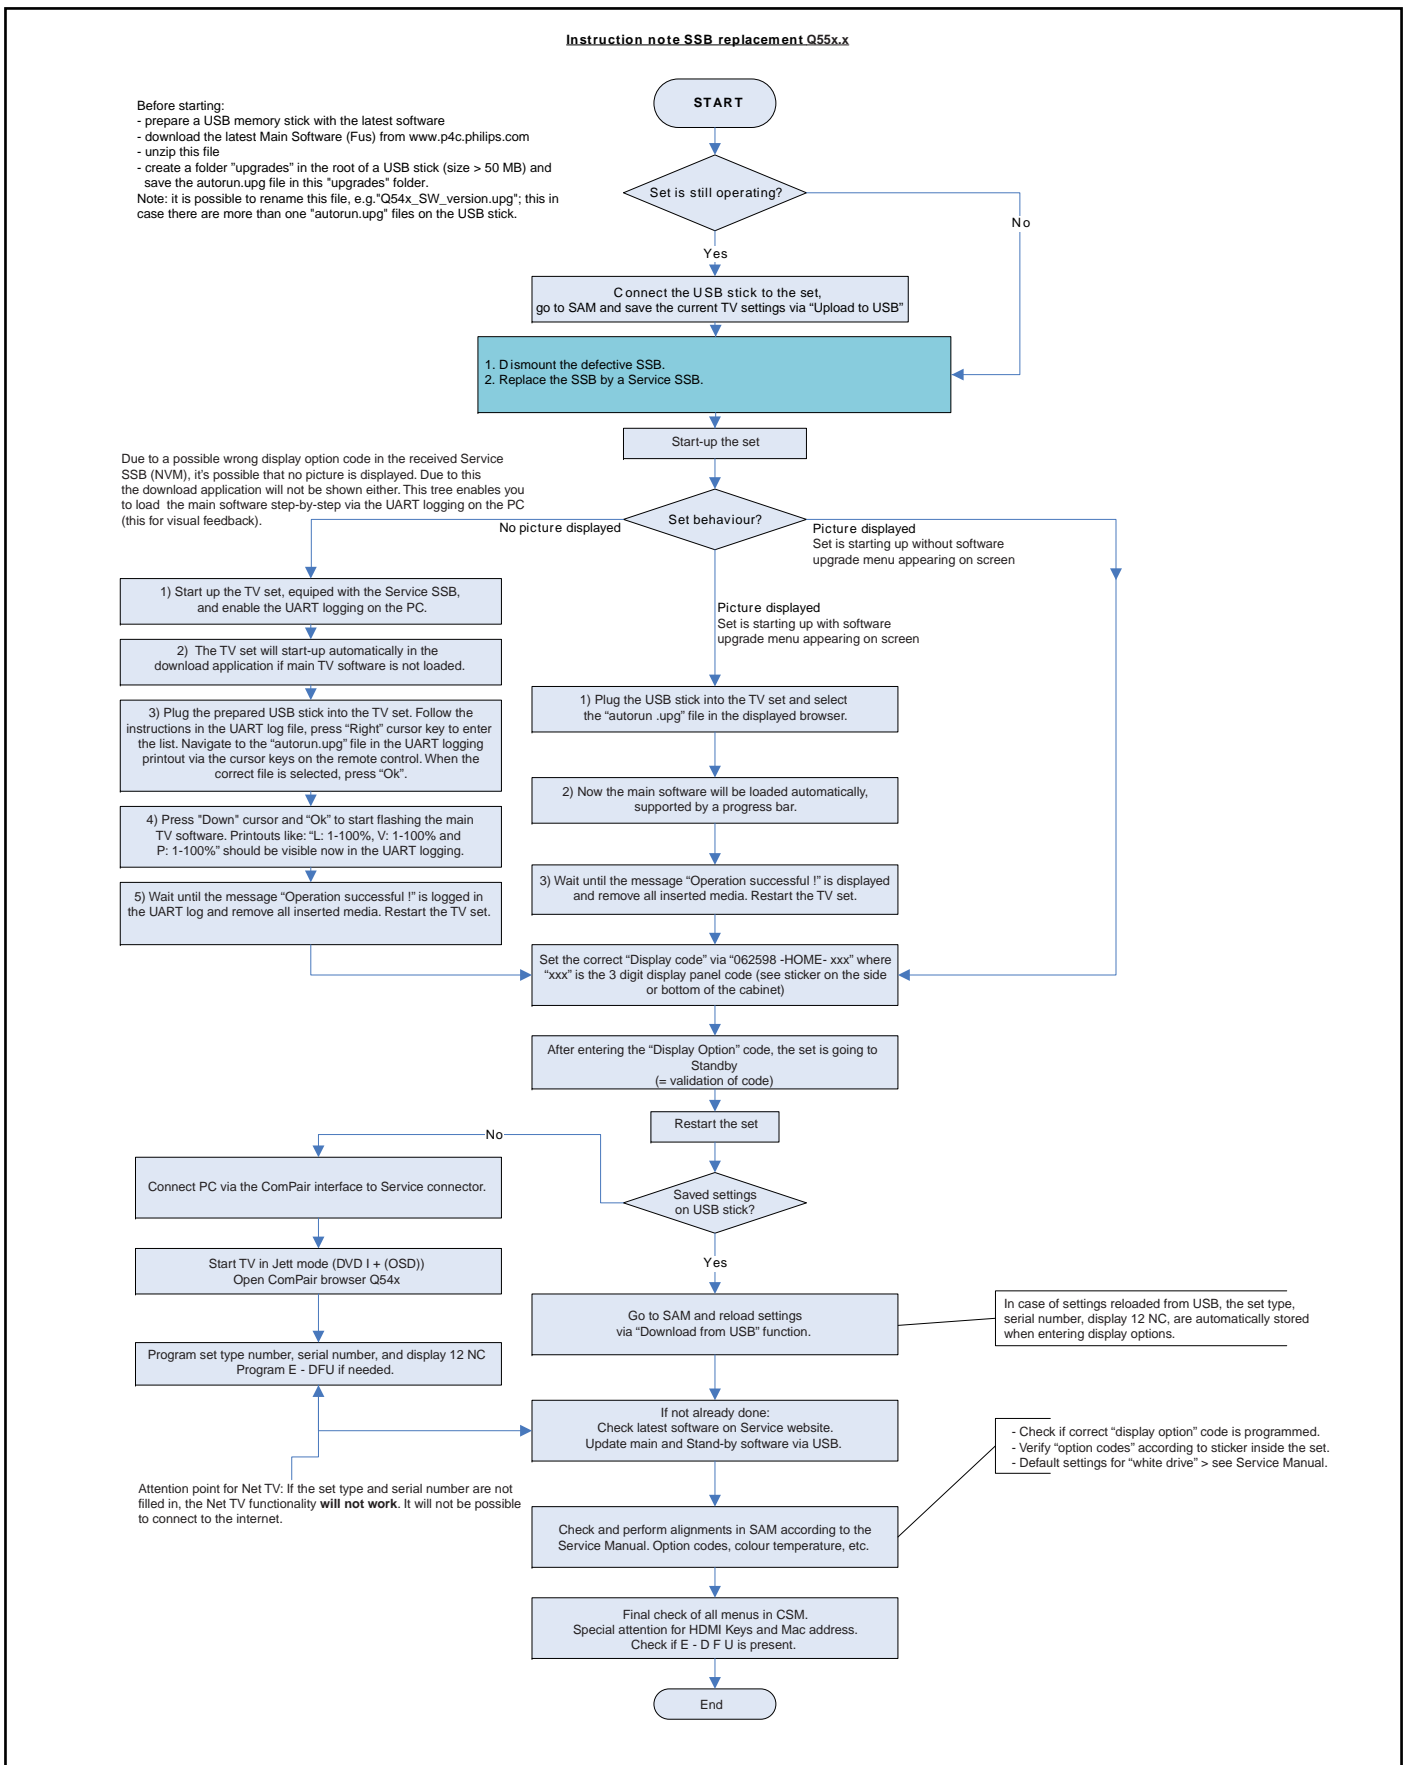 Instruction note SSB replacement Q55x.x
START
Before starting:
- prepare a USB memory stick with the latest software
- download the latest Main Software (Fus) from www.p4c.philips.com
- unzip this file
- create a folder ”upgrades” in the root of a USB stick (size > 50 MB) and
save the autorun.upg file in this "upgrades" folder.
Note: it is possible to rename this file, e.g."Q54x_SW_version.upg"; this in
case there are more than one "autorun.upg" files on the USB stick.
Set is still operating?
No
Yes
Connect the USB stick to the set,
go to SAM and save the current TV settings via “Upload to USB”
1. Dismount the defective SSB.
2. Replace the SSB by a Service SSB.
Start-up the set
Due to a possible wrong display option code in the received Service
SSB (NVM), it’s possible that no picture is displayed. Due to this
the download application will not be shown either. This tree enables you
to load the main software step-by-step via the UART logging on the PC
(this for visual feedback).
Set behaviour?
No picture displayed
Picture displayed
Set is starting up without software
upgrade menu appearing on screen
Picture displayed
Set is starting up with software
upgrade menu appearing on screen
1) Start up the TV set, equiped with the Service SSB,
and enable the UART logging on the PC.
2) The TV set will start-up automatically in the
download application if main TV software is not loaded.
3) Plug the prepared USB stick into the TV set. Follow the
instructions in the UART log file, press “Right” cursor key to enter
the list. Navigate to the “autorun.upg” file in the UART logging
printout via the cursor keys on the remote control. When the
correct file is selected, press “Ok”.
4) Press "Down" cursor and “Ok” to start flashing the main
TV software. Printouts like: “L: 1-100%, V: 1-100% and
P: 1-100%” should be visible now in the UART logging.
5) Wait until the message “Operation successful !” is logged in
the UART log and remove all inserted media. Restart the TV set.
1) Plug the USB stick into the TV set and select
the “autorun .upg” file in the displayed browser.
2) Now the main software will be loaded automatically,
supported by a progress bar.
3) Wait until the message “Operation successful !” is displayed
and remove all inserted media. Restart the TV set.
Set the correct “Display code” via “062598 -HOME- xxx” where
“xxx” is the 3 digit display panel code (see sticker on the side
or bottom of the cabinet)
After entering the “Display Option” code, the set is going to
Standby
(= validation of code)
Restart the set
No
Saved settings
on USB stick?
Yes
Connect PC via the ComPair interface to Service connector.
Start TV in Jett mode (DVD I + (OSD))
Open ComPair browser Q54x
Program set type number, serial number, and display 12 NC
Program E - DFU if needed.
Go to SAM and reload settings
via “Download from USB” function.
In case of settings reloaded from USB, the set type,
serial number, display 12 NC, are automatically stored
when entering display options.
If not already done:
Check latest software on Service website.
Update main and Stand-by software via USB.
- Check if correct “display option” code is programmed.
- Verify “option codes” according to sticker inside the set.
- Default settings for “white drive” > see Service Manual.
Attention point for Net TV: If the set type and serial number are not
filled in, the Net TV functionality will not work. It will not be possible
to connect to the internet.
Check and perform alignments in SAM according to the
Service Manual. Option codes, colour temperature, etc.
Final check of all menus in CSM.
Special attention for HDMI Keys and Mac address.
Check if E - D F U is present.
End